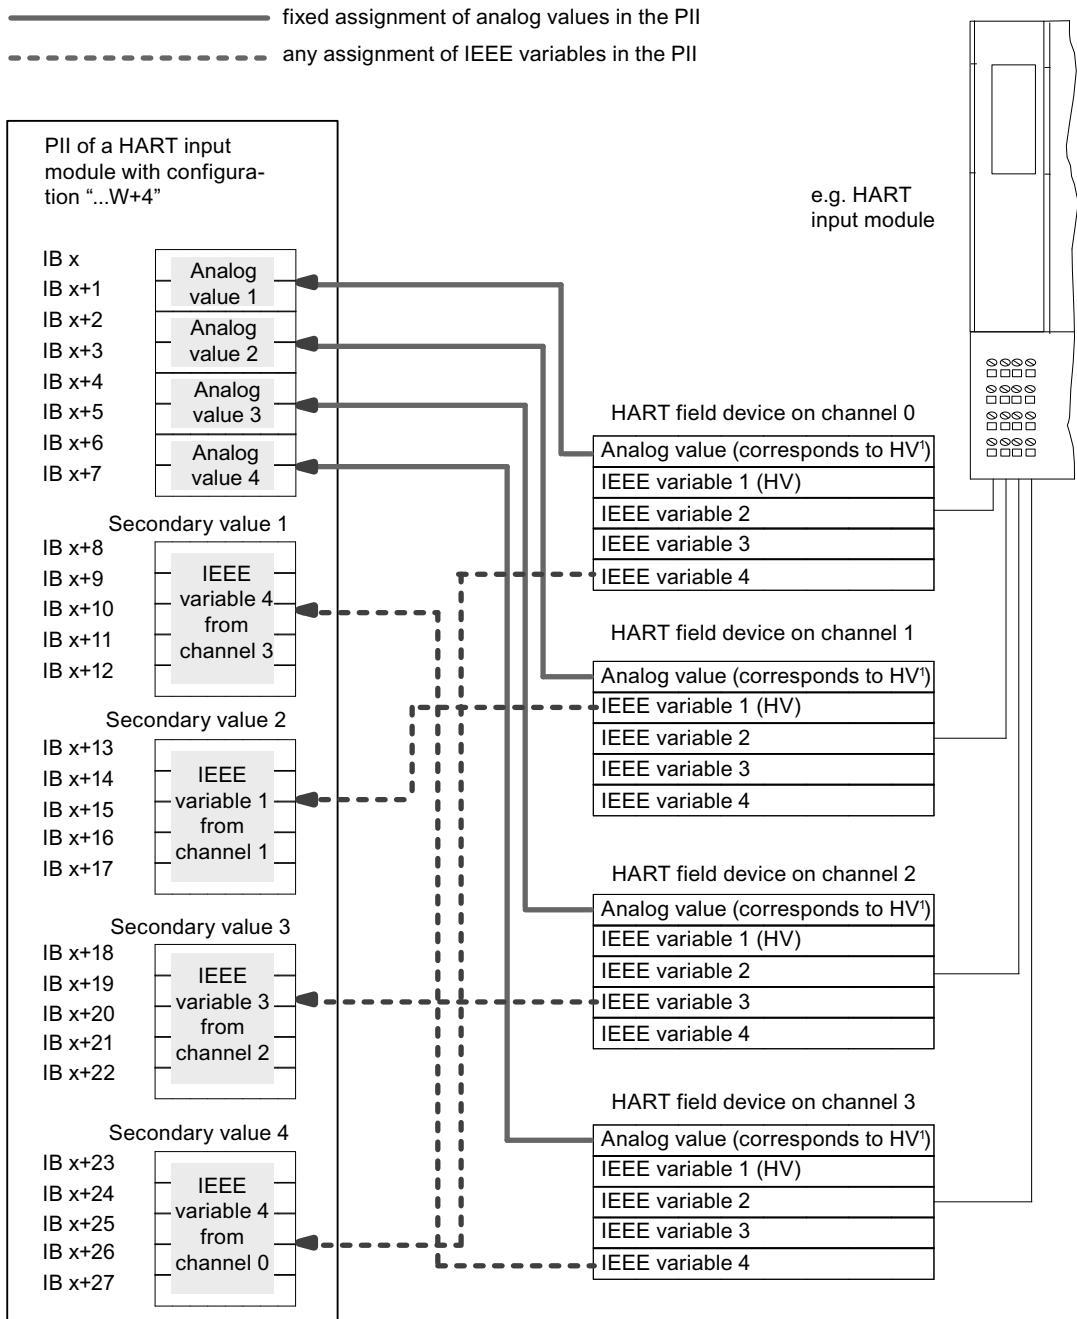 fixed assignment of analog values in the PII
any assignment of IEEE variables in the PII
PII of a HART input
module with configura-
tion “...W+4”
e.g. HART
input module
IB x
IB x+1
IB x+2
IB x+3
IB x+4
IB x+5
IB x+6
IB x+7
Analog
value 1
Analog
value 2
Analog
value 3
Analog
value 4
Secondary value 1
IB x+8
IB x+9
IB x+10
IB x+11
IB x+12
IEEE
variable 4
from
channel 3
Secondary value 2
IB x+13
IB x+14
IB x+15
IB x+16
IB x+17
IEEE
variable 1
from
channel 1
Secondary value 3
IB x+18
IB x+19
IB x+20
IB x+21
IB x+22
IEEE
variable 3
from
channel 2
Secondary value 4
IB x+23
IB x+24
IB x+25
IB x+26
IB x+27
IEEE
variable 4
from
channel 0
HART field device on channel 0
Analog value (corresponds to HV¹)
IEEE variable 1 (HV)
IEEE variable 2
IEEE variable 3
IEEE variable 4
HART field device on channel 1
Analog value (corresponds to HV¹)
IEEE variable 1 (HV)
IEEE variable 2
IEEE variable 3
IEEE variable 4
HART field device on channel 2
Analog value (corresponds to HV¹)
IEEE variable 1 (HV)
IEEE variable 2
IEEE variable 3
IEEE variable 4
HART field device on channel 3
Analog value (corresponds to HV¹)
IEEE variable 1 (HV)
IEEE variable 2
IEEE variable 3
IEEE variable 4